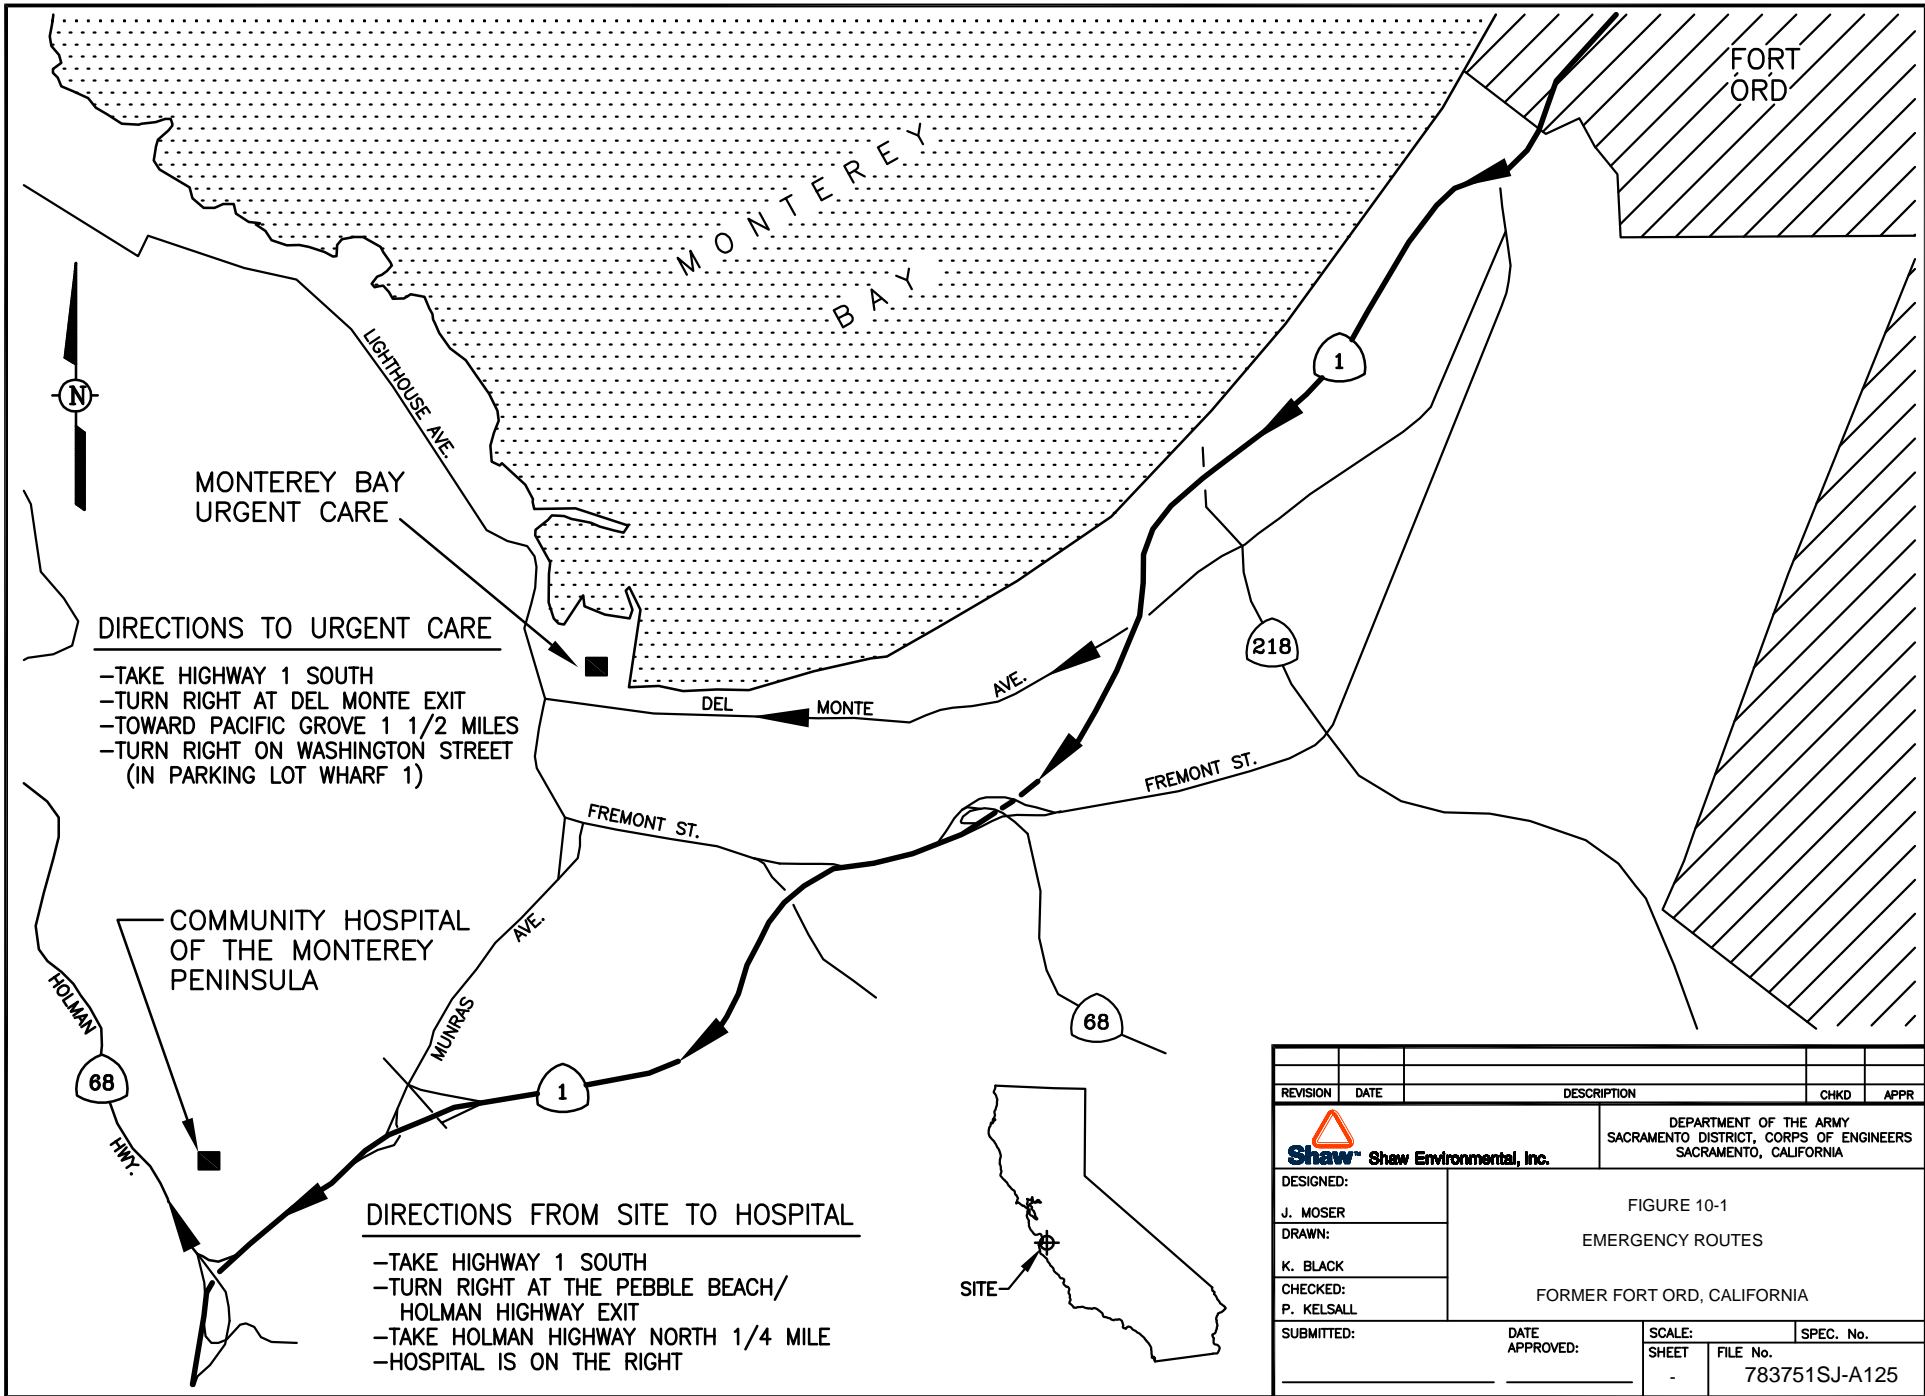 FORT
ORD
MONTEREY
BAY
1
LIGHTHOUSE AVE.
N
MONTEREY BAY
URGENT CARE
DIRECTIONS TO URGENT CARE
-TAKE HIGHWAY 1 SOUTH
-TURN RIGHT AT DEL MONTE EXIT
-TOWARD PACIFIC GROVE 1 1/2 MILES
-TURN RIGHT ON WASHINGTON STREET
(IN PARKING LOT WHARF 1)
218
DEL MONTE AVE.
FREMONT ST.
FREMONT ST.
COMMUNITY HOSPITAL
OF THE MONTEREY
PENINSULA
MUNRAS AVE.
HOLMAN
68
HWY.
68
1
DIRECTIONS FROM SITE TO HOSPITAL
-TAKE HIGHWAY 1 SOUTH
-TURN RIGHT AT THE PEBBLE BEACH/
HOLMAN HIGHWAY EXIT
-TAKE HOLMAN HIGHWAY NORTH 1/4 MILE
-HOSPITAL IS ON THE RIGHT
SITE
REVISION DATE DESCRIPTION CHKD APPR
Shaw™ Shaw Environmental, Inc.
DEPARTMENT OF THE ARMY
SACRAMENTO DISTRICT, CORPS OF ENGINEERS
SACRAMENTO, CALIFORNIA
DESIGNED:
J. MOSER
DRAWN:
K. BLACK
CHECKED:
P. KELSALL
FIGURE 10-1
EMERGENCY ROUTES
FORMER FORT ORD, CALIFORNIA
SUBMITTED:
DATE
APPROVED:
SCALE:
SPEC. No.
SHEET
-
FILE No.
783751SJ-A125